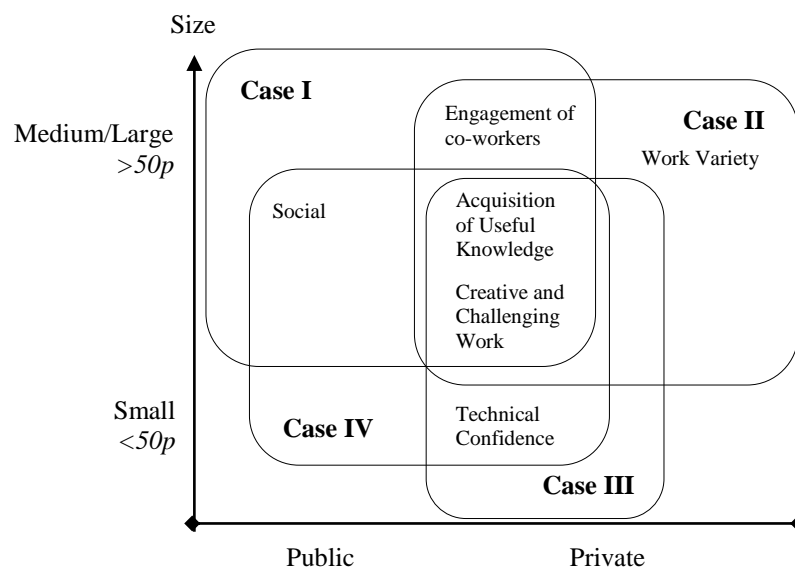 Size
Case I
Engagement of
co-workers
Case II
Medium/Large
>50p
Work Variety
Social
Acquisition
of Useful
Knowledge
Creative and
Challenging
Work
Small
<50p
Case IV
Technical
Confidence
Case III
Public
Private